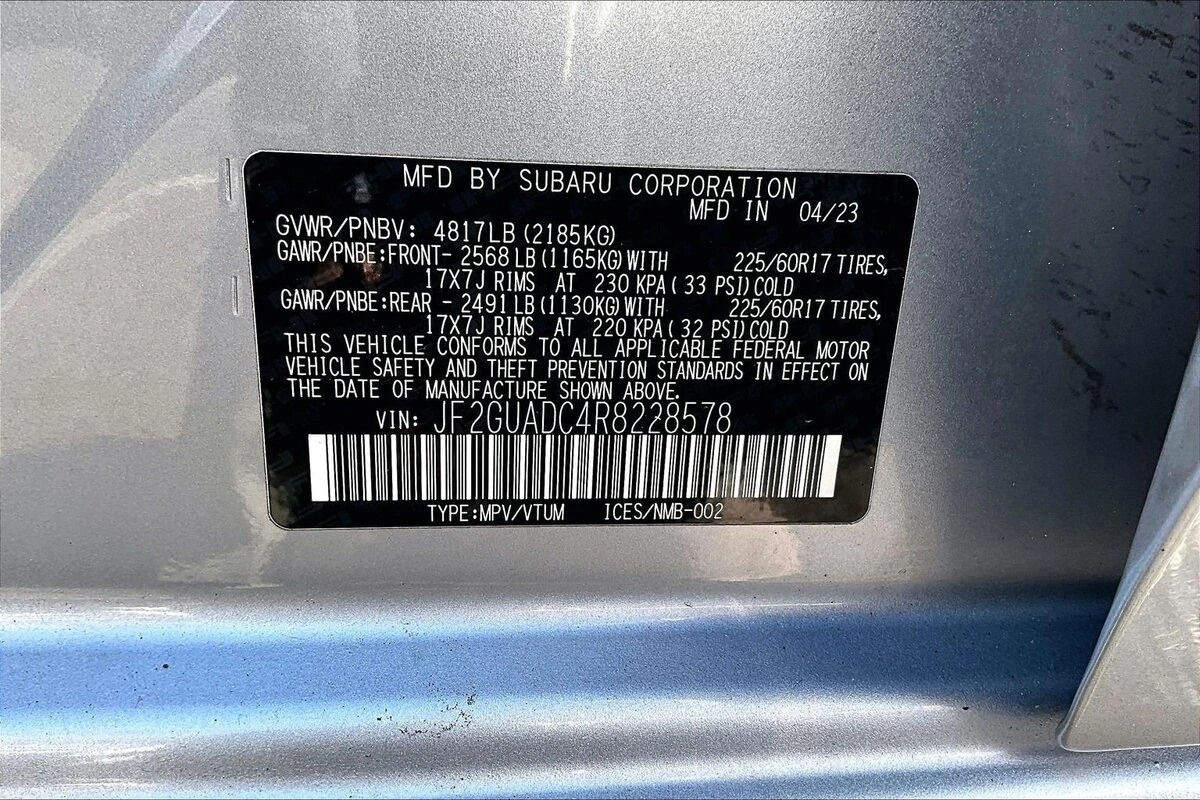 MFD BY SUBARU CORPORATION
MFD IN 04/23
GVWR/PNBV: 4817LB (2185KG)
GAWR/PNBE:FRONT- 2568 LB (1165KG) WITH 225/60R17 TIRES,
17X7J RIMS AT 230 KPA ( 33 PSI) COLD
GAWR/PNBE:REAR - 2491 LB (1130KG) WITH 225/60R17 TIRES,
17X7J RIMS AT 220 KPA ( 32 PSI) COLD
THIS VEHICLE CONFORMS TO ALL APPLICABLE FEDERAL MOTOR
VEHICLE SAFETY AND THEFT PREVENTION STANDARDS IN EFFECT ON
THE DATE OF MANUFACTURE SHOWN ABOVE.
VIN: JF2GUADC4R8228578
TYPE:MPV/VTUM ICES/NMB-002